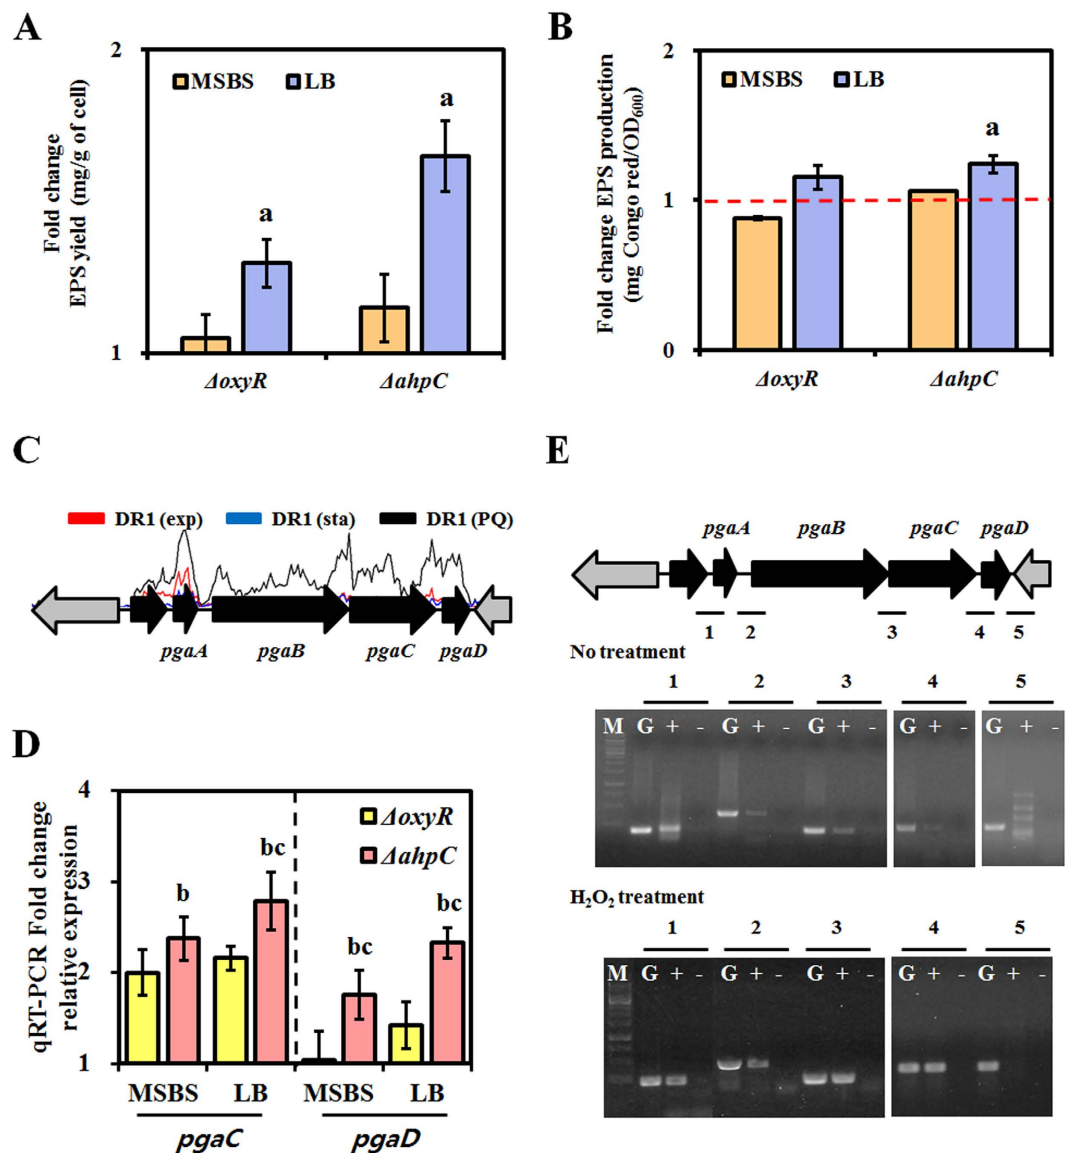 A
2
MSBS LB
a
a
Fold change
EPS yield (mg/g of cell)
1
ΔoxyR ΔahpC
B
2
MSBS LB
a
Fold change EPS production
(mg Congo red/OD600)
1
0
ΔoxyR ΔahpC
C
DR1 (exp) DR1 (sta) DR1 (PQ)
pgaA pgaB pgaC pgaD
D
4
ΔoxyR
ΔahpC
bc
bc
b
bc
qRT-PCR Fold change
relative expression
3
2
1
MSBS LB MSBS LB
pgaC pgaD
E
pgaA pgaB pgaC pgaD
1 2 3 4 5
No treatment
1 2 3 4 5
M G + - G + - G + - G + - G + -
H2O2 treatment
1 2 3 4 5
M G + - G + - G + - G + - G + -